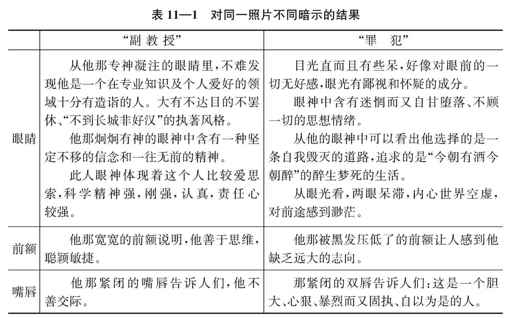 表 11—1 对同一照片不同暗示的结果
“副 教 授”
“罪 犯”
眼睛
从他那专神凝注的眼睛里,不难发
现他是一个在专业知识及个人爱好的领
域十分有造诣的人。大有不达目的不罢
休、“不到长城非好汉”的执著风格。
他那炯炯有神的眼神中含有一种坚
定不移的信念和一往无前的精神。
此人眼神体现着这个人比较爱思
索,科学精神强,刚强,认真,责任心
较强。
目光直而且有些呆,好像对眼前的一
切无好感,眼光有鄙视和怀疑的成分。
眼神中含有迷惘而又自甘堕落、不顾
一切的思想情绪。
从他的眼神中可以看出他选择的是一
条自我毁灭的道路,追求的是“今朝有酒今
朝醉”的醉生梦死的生活。
从眼光看,两眼呆滞,内心世界空虚,
对前途感到渺茫。
前额
他那宽宽的前额说明,他善于思维,
聪颖敏捷。
他那被黑发压低了的前额让人感到他
缺乏远大的志向。
嘴唇
他那紧闭的嘴唇告诉人们,他不
善交际。
那紧闭的双唇告诉人们:这是一个胆
大、心狠、暴烈而又固执、自以为是的人。